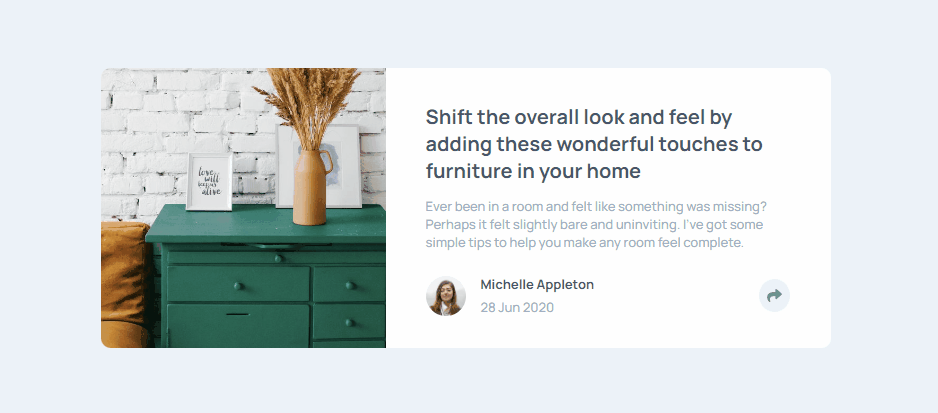 love,
will
keep us
alive
Shift the overall look and feel by
adding these wonderful touches to
furniture in your home
Ever been in a room and felt like something was missing?
Perhaps it felt slightly bare and uninviting. I've got some
simple tips to help you make any room feel complete.
Michelle Appleton
28 Jun 2020